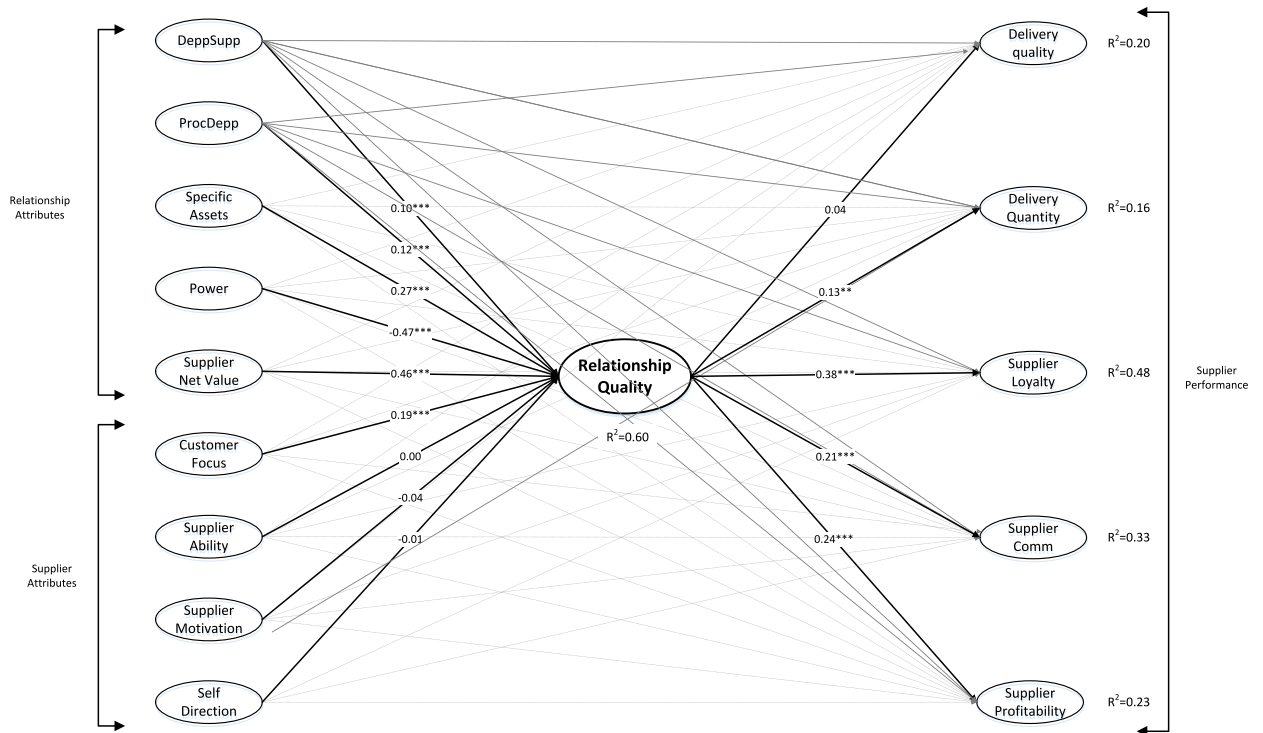 DeppSupp
ProcDepp
Specific
Assets
Power
Supplier
Net Value
Customer
Focus
Supplier
Ability
Supplier
Motivation
Self
Direction
Relationship
Attributes
Supplier
Attributes
0.10***
0.12***
0.27***
-0.47***
0.46***
0.19***
0.00
-0.04
-0.01
Relationship
Quality
R²=0.60
0.04
0.13**
0.38***
0.21***
0.24***
Delivery
quality
R²=0.20
Delivery
Quantity
R²=0.16
Supplier
Loyalty
R²=0.48
Supplier
Comm
R²=0.33
Supplier
Profitability
R²=0.23
Supplier
Performance